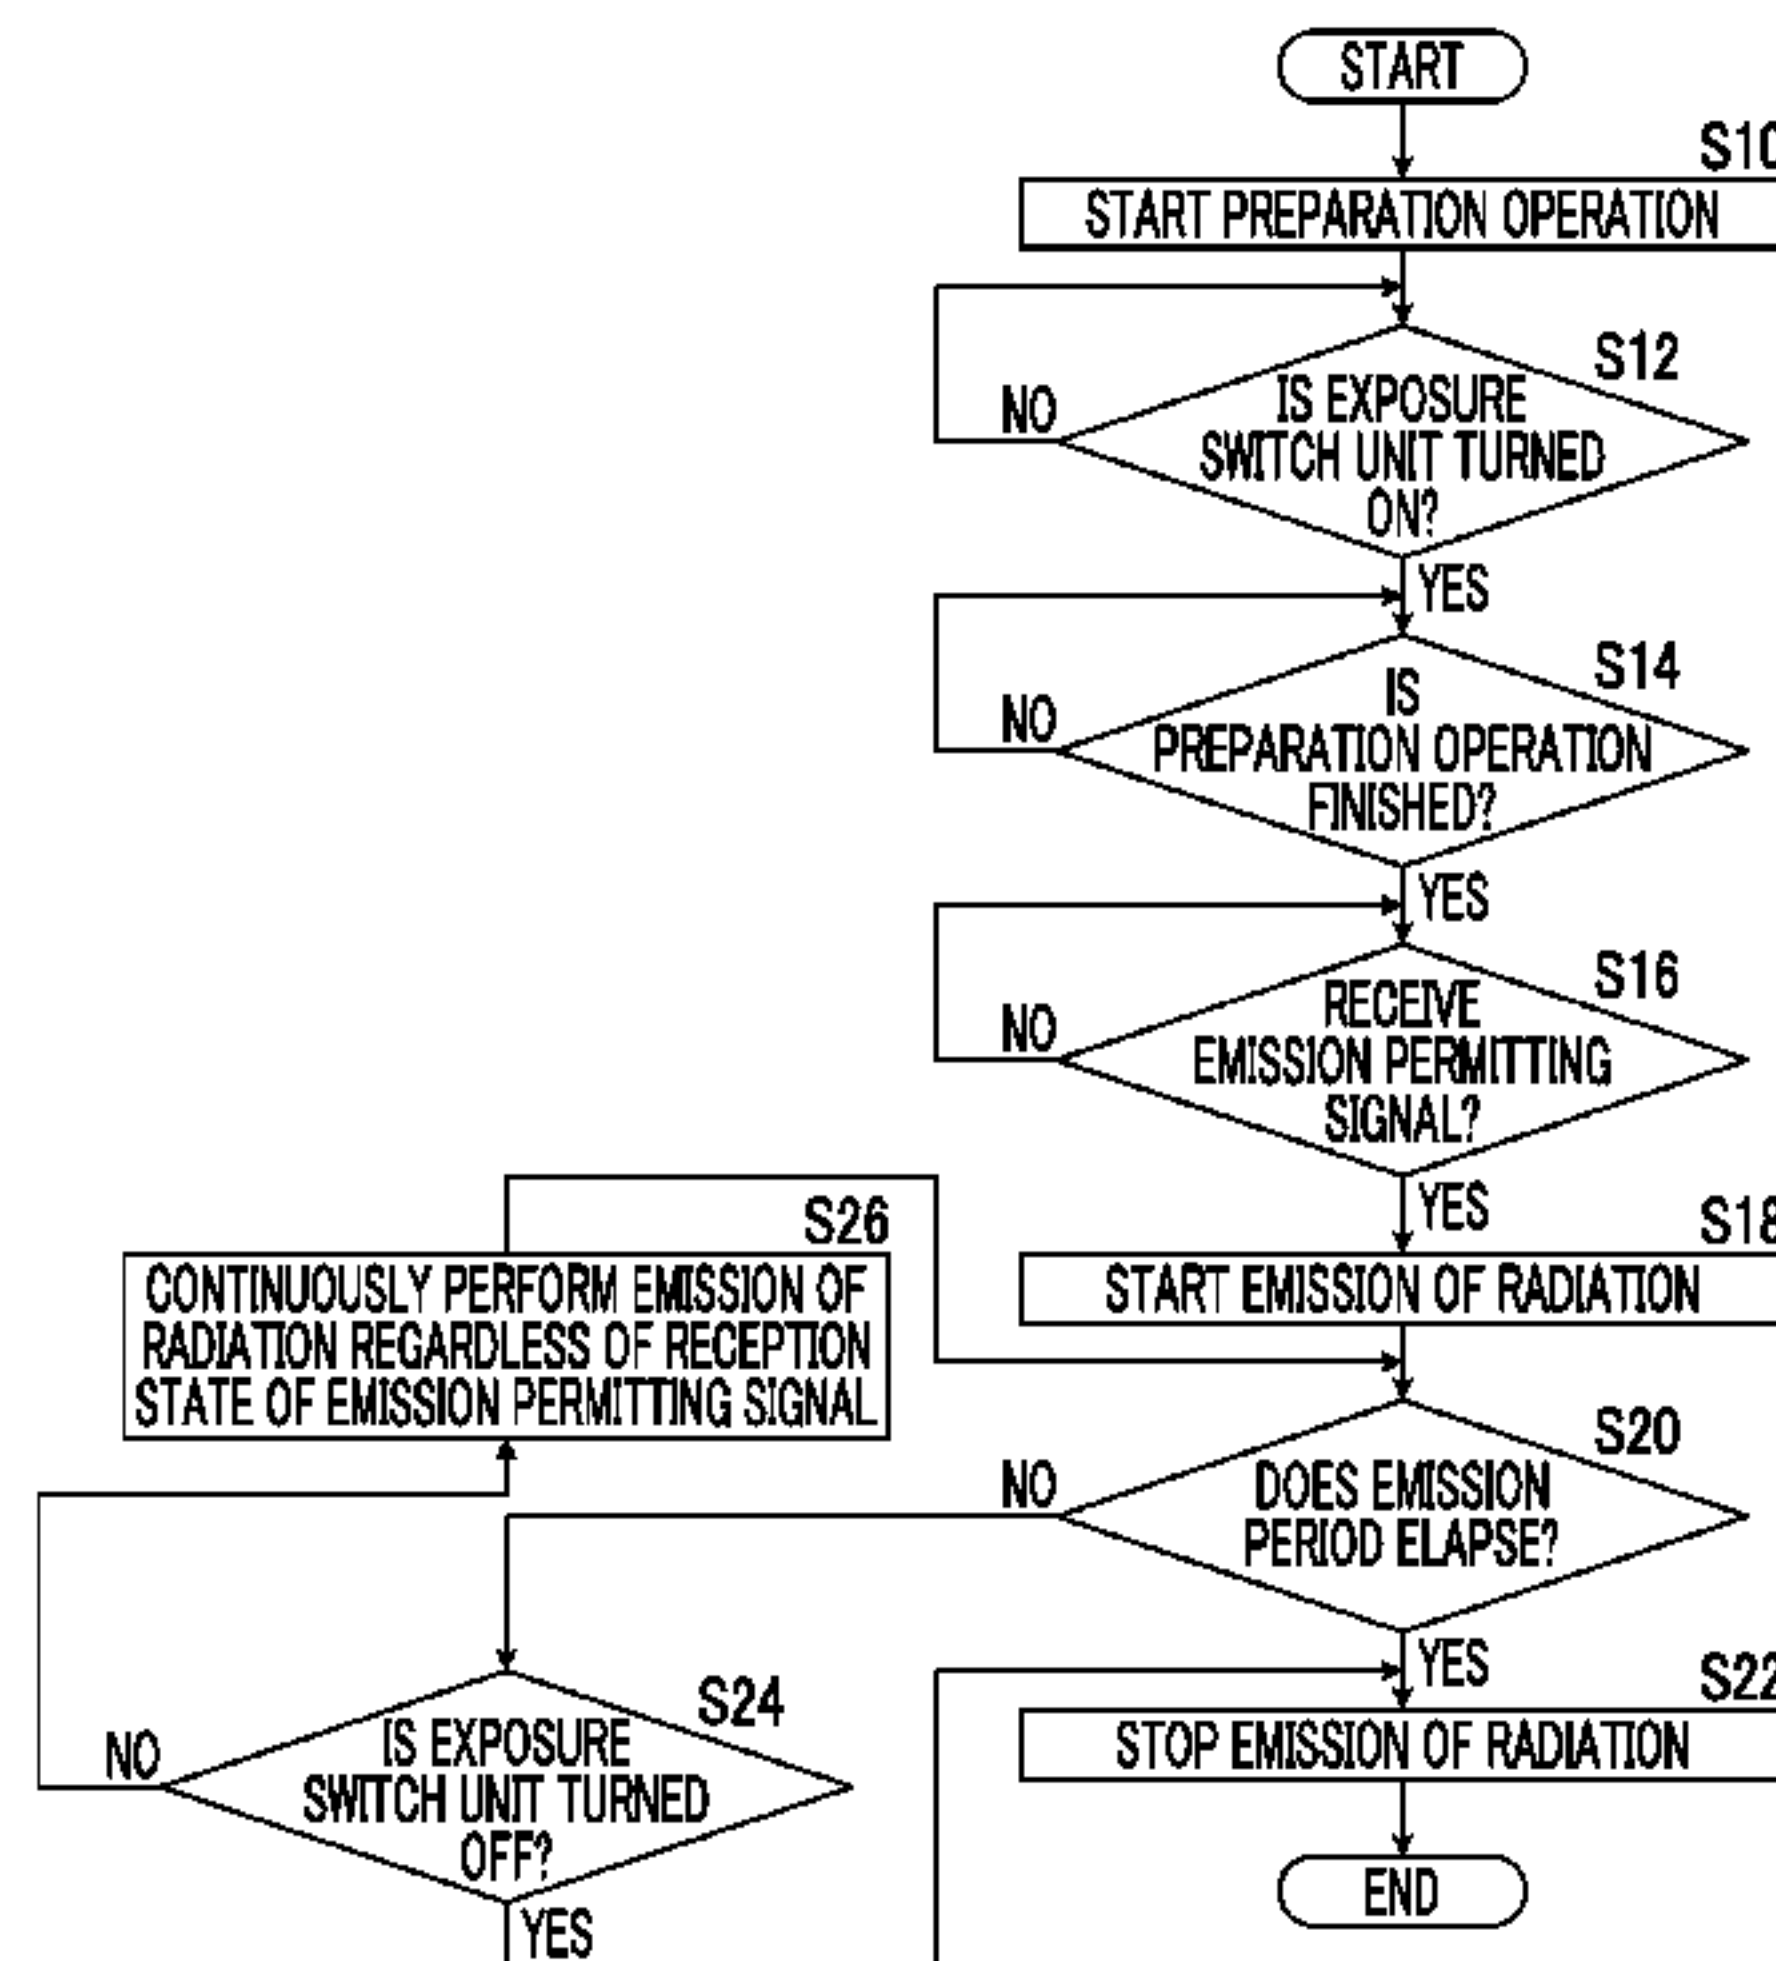 START
S10
START PREPARATION OPERATION
S12
IS EXPOSURE
SWITCH UNIT TURNED
ON?
NO
YES
S14
IS
PREPARATION OPERATION
FINISHED?
NO
YES
S16
RECEIVE
EMISSION PERMITTING
SIGNAL?
NO
YES
S18
START EMISSION OF RADIATION
S26
CONTINUOUSLY PERFORM EMISSION OF
RADIATION REGARDLESS OF RECEPTION
STATE OF EMISSION PERMITTING SIGNAL
S20
DOES EMISSION
PERIOD ELAPSE?
NO
YES
S24
IS EXPOSURE
SWITCH UNIT TURNED
OFF?
NO
YES
S22
STOP EMISSION OF RADIATION
END